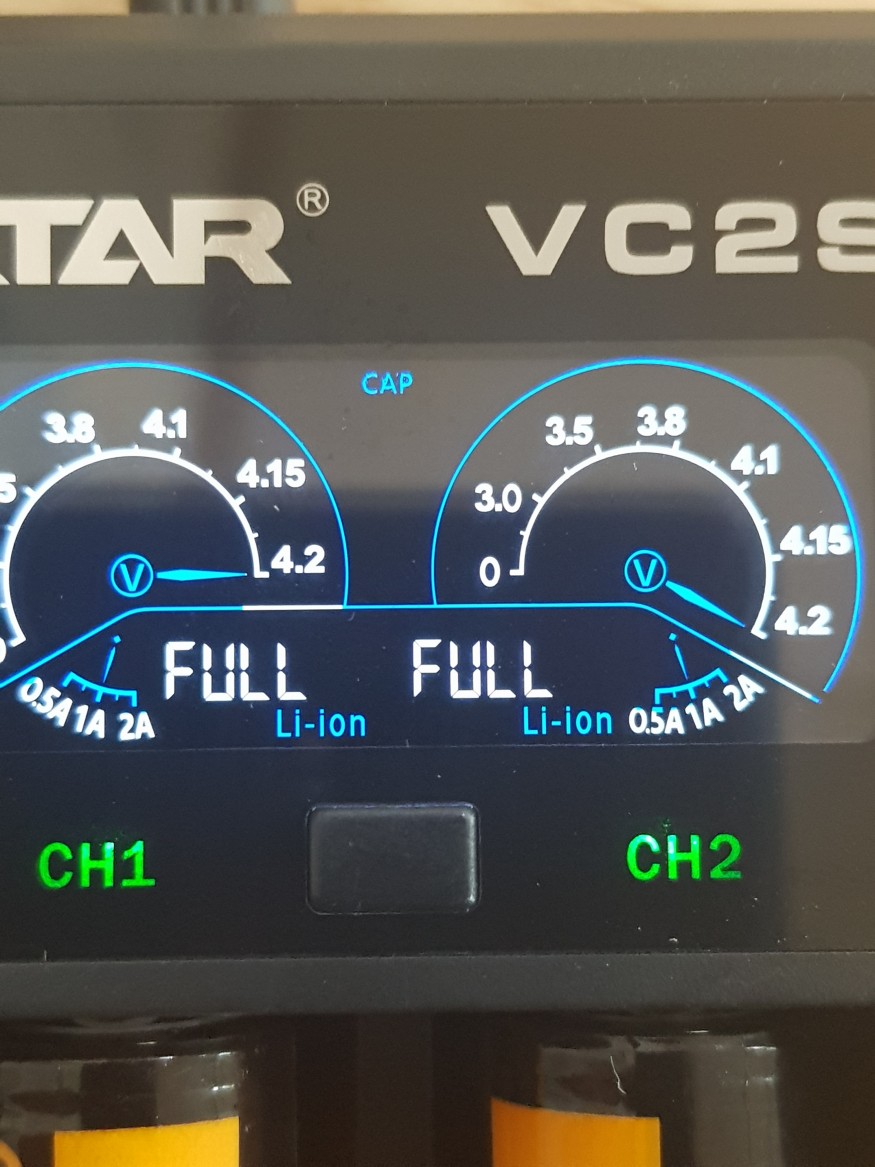 XTAR® VC2S
CAP
3.8 4.1 4.15 4.2
0 3.0 3.5 3.8 4.1 4.15 4.2
V V
FULL FULL
0.5A 1A 2A Li-ion Li-ion 0.5A 1A 2A
CH1 CH2